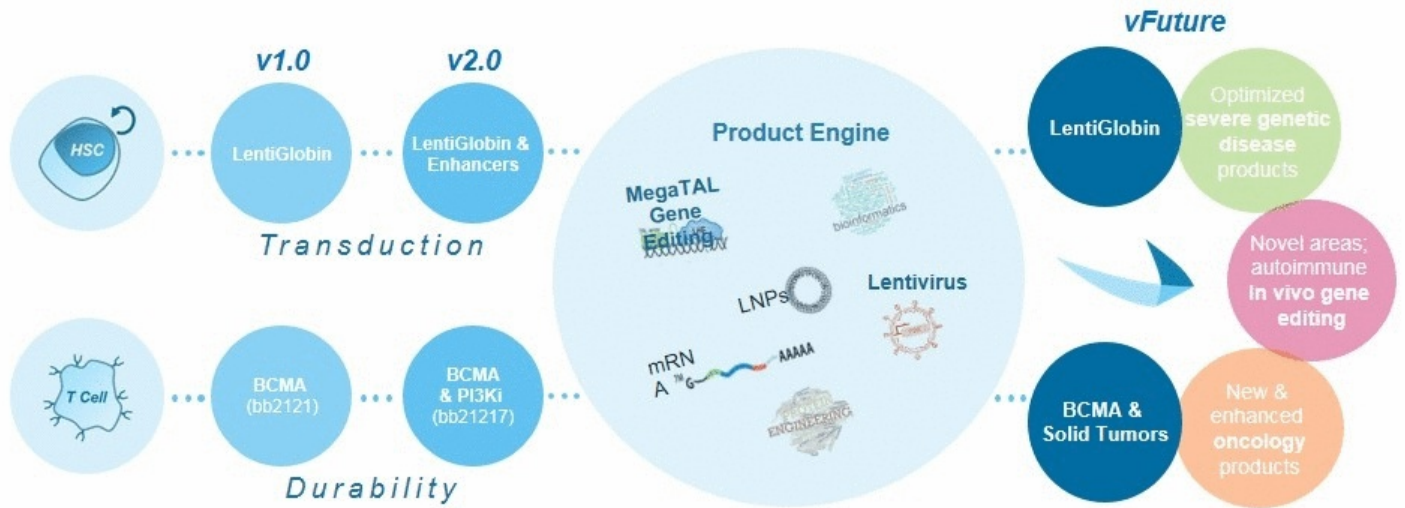 vFuture
v1.0
v2.0
HSC
LentiGlobin
LentiGlobin &
Enhancers
Transduction
Product Engine
MegaTAL
Gene
Editing
bioinformatics
LNPs
Lentivirus
mRN
A
G
AAAAA
ENGINEERING
LentiGlobin
Optimized
severe genetic
disease
products
Novel areas;
autoimmune
In vivo gene
editing
T Cell
BCMA
(bb2121)
BCMA
& PI3Ki
(bb21217)
Durability
BCMA &
Solid Tumors
New &
enhanced
oncology
products